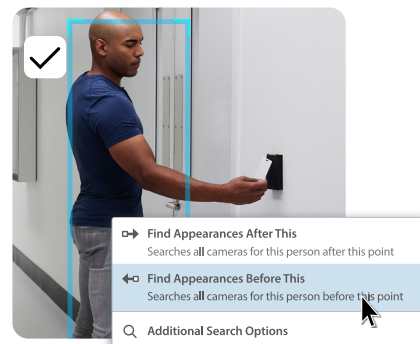 Find Appearances After This
Searches all cameras for this person after this point
Find Appearances Before This
Searches all cameras for this person before this point
Additional Search Options